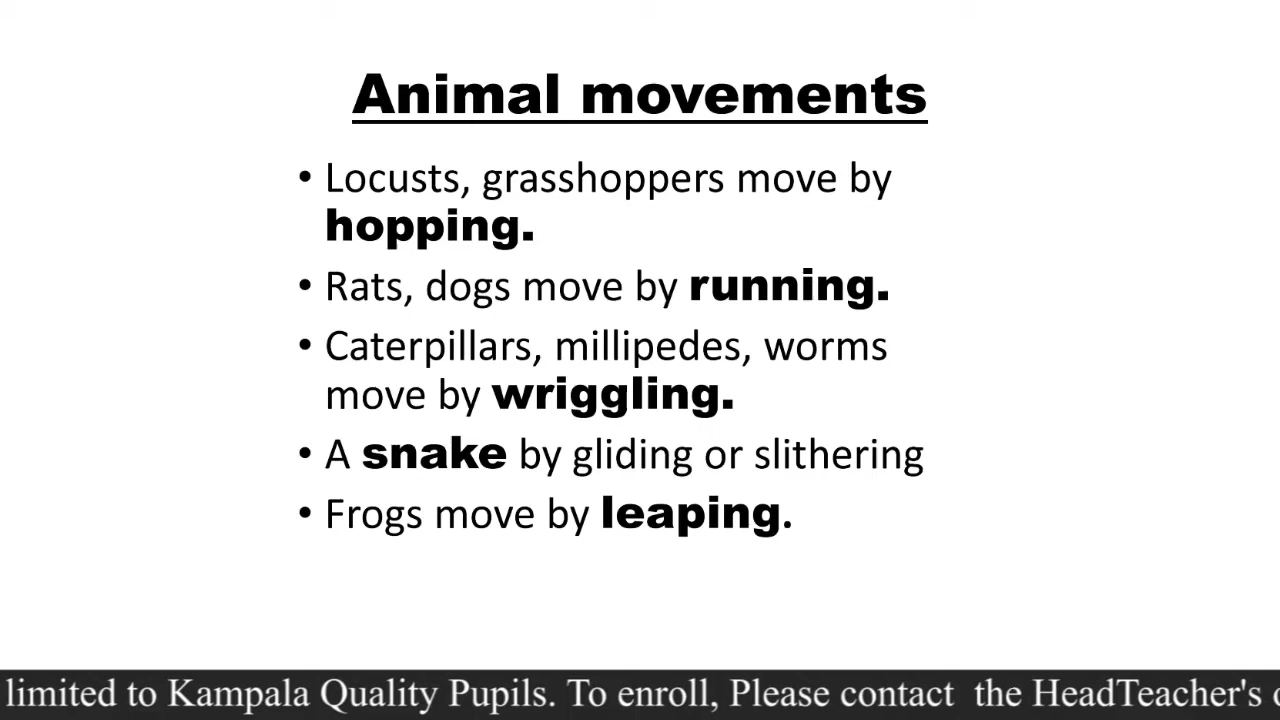 Animal movements
• Locusts, grasshoppers move by
hopping.
• Rats, dogs move by running.
• Caterpillars, millipedes, worms
move by wriggling.
• A snake by gliding or slithering
• Frogs move by leaping.
limited to Kampala Quality Pupils. To enroll, Please contact the HeadTeacher's